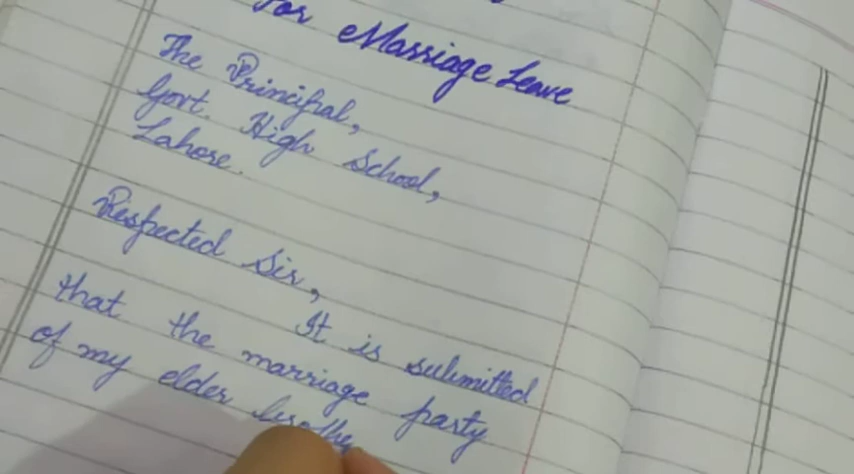 For Marriage Leave
The Principal,
Govt. High School,
Lahore.
Respected Sir,
It is submitted
that the marriage party
of my elder brothe